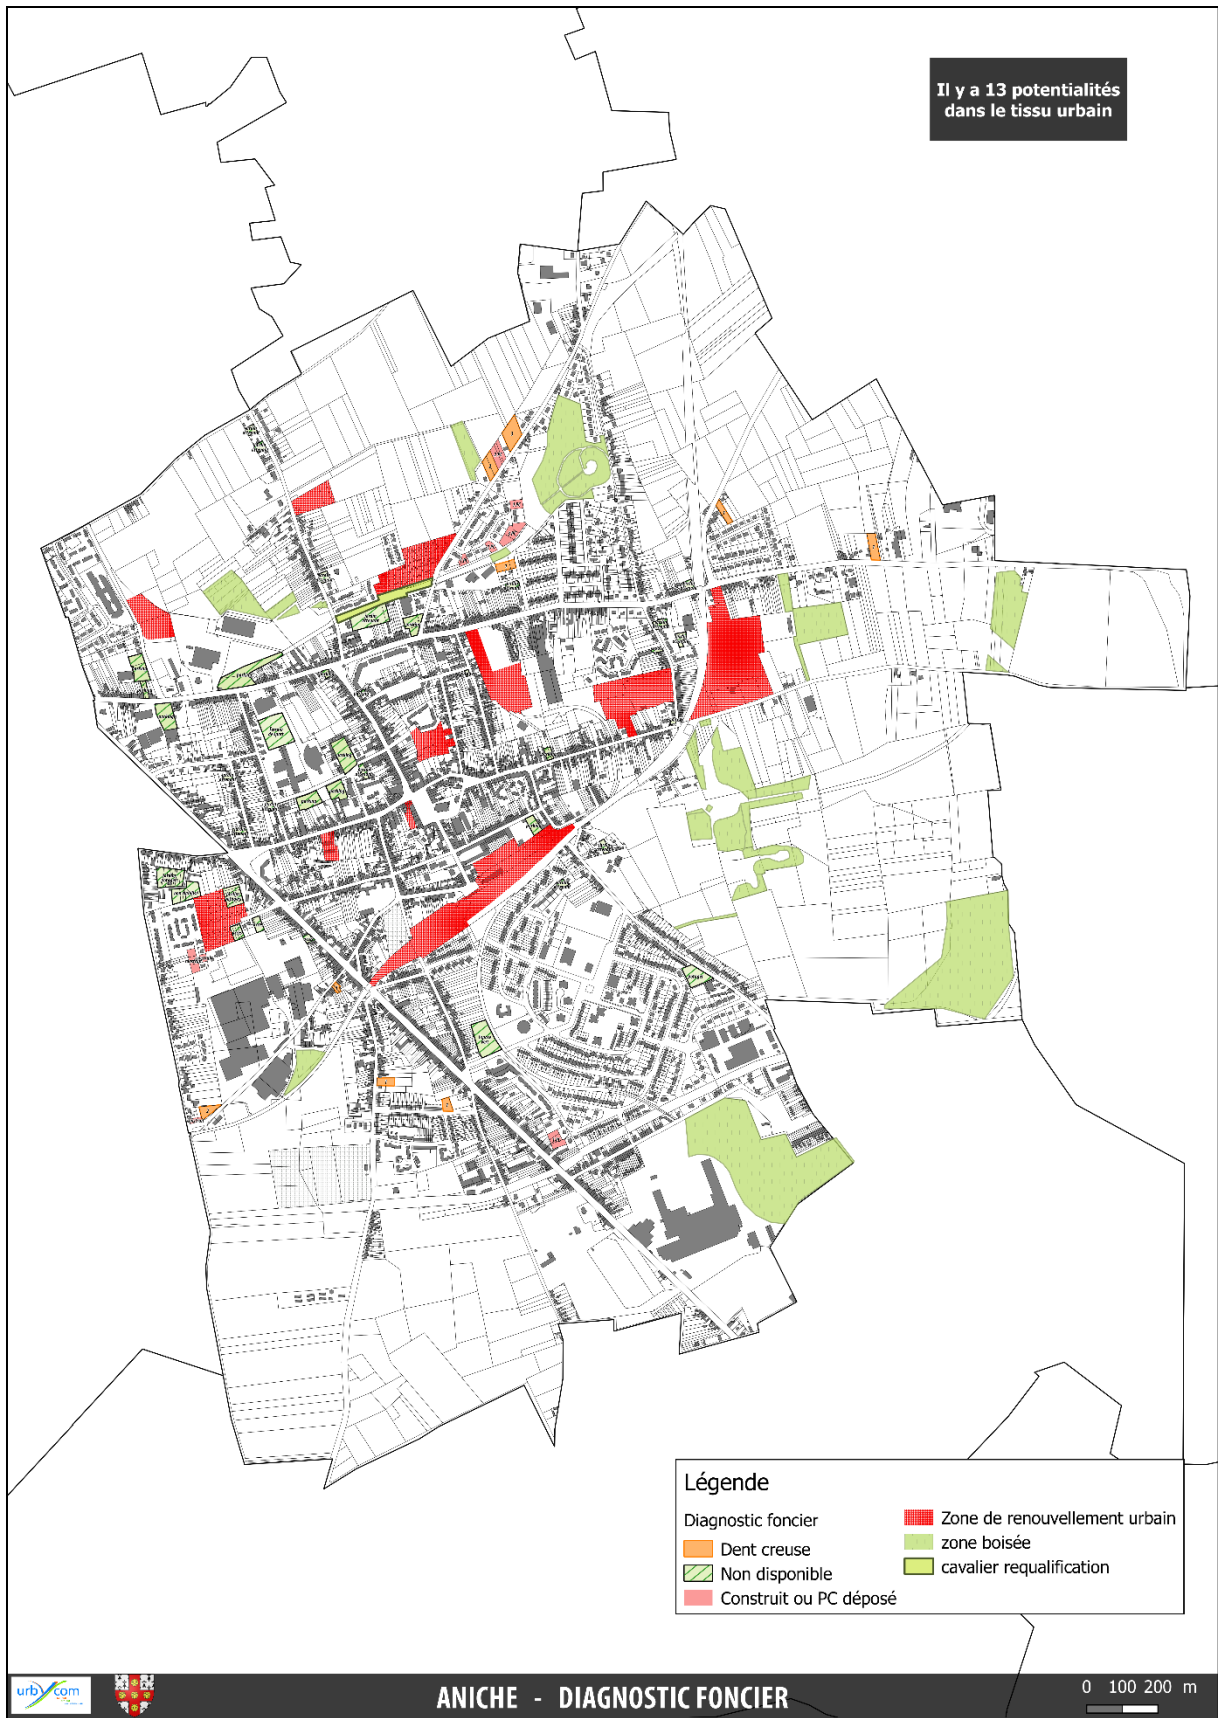 Il y a 13 potentialités
dans le tissu urbain
Légende
Diagnostic foncier
Dent creuse
Non disponible
Construit ou PC déposé
Zone de renouvellement urbain
zone boisée
cavalier requalification
urbycom
ANICHE - DIAGNOSTIC FONCIER
0 100 200 m